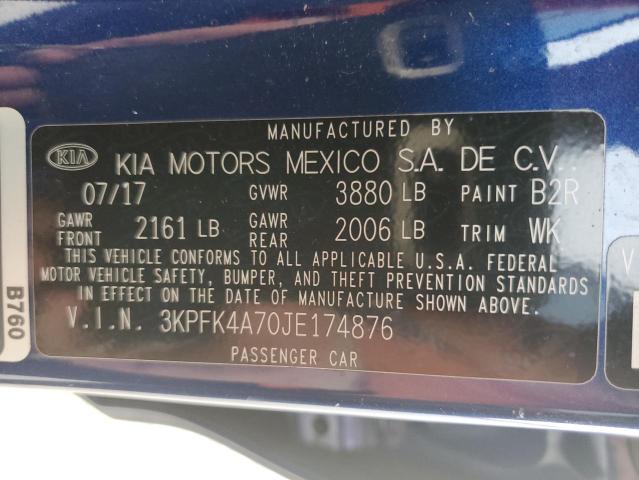 MANUFACTURED BY
KIA KIA MOTORS MEXICO S.A. DE C.V.
07/17 GVWR 3880 LB PAINT B2R
GAWR FRONT 2161 LB GAWR REAR 2006 LB TRIM WK
THIS VEHICLE CONFORMS TO ALL APPLICABLE U.S.A. FEDERAL
MOTOR VEHICLE SAFETY, BUMPER, AND THEFT PREVENTION STANDARDS
IN EFFECT ON THE DATE OF MANUFACTURE SHOWN ABOVE.
V.I.N. 3KPFK4A70JE174876
PASSENGER CAR
B760
V